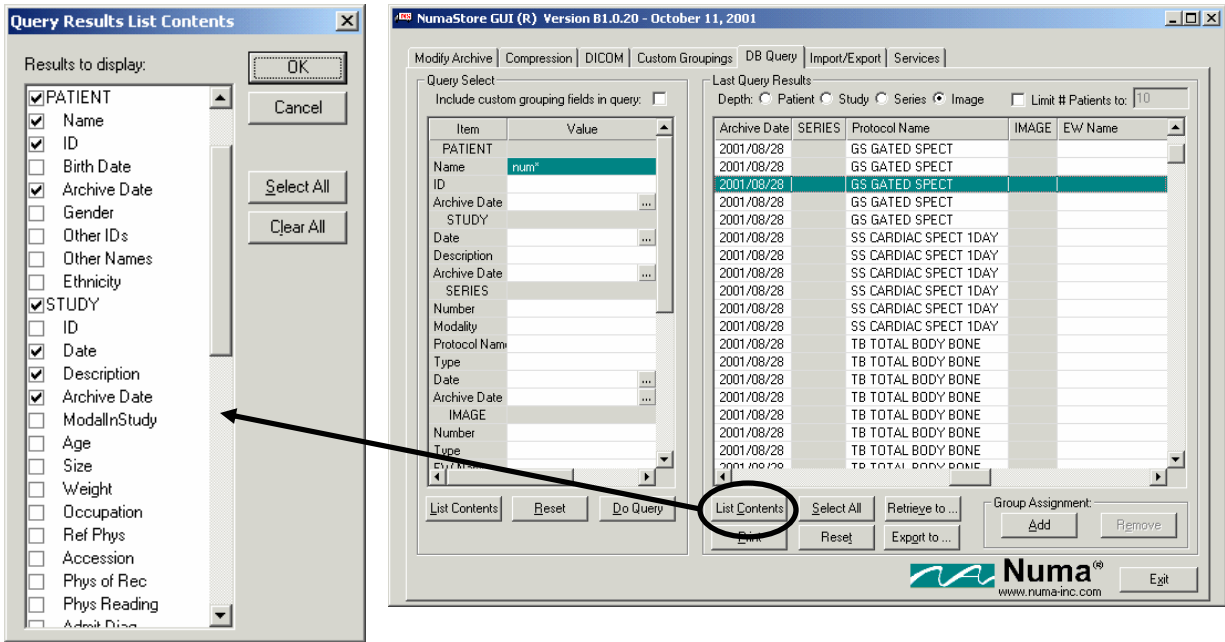 Query Results List Contents
Results to display:
PATIENT
Name
ID
Birth Date
Archive Date
Gender
Other IDs
Other Names
Ethnicity
STUDY
ID
Date
Description
Archive Date
ModalInStudy
Age
Size
Weight
Occupation
Ref Phys
Accession
Phys of Rec
Phys Reading
Admit Diag
OK
Cancel
Select All
Clear All
NumaStore GUI (R) Version B1.0.20 - October 11, 2001
Modify Archive Compression DICOM Custom Groupings DB Query Import/Export Services
Query Select
Include custom grouping fields in query:
Item Value
PATIENT
Name num*
ID
Archive Date ...
STUDY
Date ...
Description
Archive Date ...
SERIES
Number
Modality
Protocol Nam
Type
Date ...
Archive Date ...
IMAGE
Number
Type
EW Name
List Contents Reset Do Query
Last Query Results
Depth: Patient Study Series Image Limit # Patients to: 10
Archive Date SERIES Protocol Name IMAGE EW Name
2001/08/28 GS GATED SPECT
2001/08/28 GS GATED SPECT
2001/08/28 GS GATED SPECT
2001/08/28 GS GATED SPECT
2001/08/28 GS GATED SPECT
2001/08/28 SS CARDIAC SPECT 1DAY
2001/08/28 SS CARDIAC SPECT 1DAY
2001/08/28 SS CARDIAC SPECT 1DAY
2001/08/28 SS CARDIAC SPECT 1DAY
2001/08/28 SS CARDIAC SPECT 1DAY
2001/08/28 SS CARDIAC SPECT 1DAY
2001/08/28 TB TOTAL BODY BONE
2001/08/28 TB TOTAL BODY BONE
2001/08/28 TB TOTAL BODY BONE
2001/08/28 TB TOTAL BODY BONE
2001/08/28 TB TOTAL BODY BONE
2001/08/28 TB TOTAL BODY BONE
2001/08/28 TB TOTAL BODY BONE
2001/08/28 TB TOTAL BODY BONE
List Contents Select All Retrieve to ...
Print Reset Export to ...
Group Assignment:
Add Remove
Numa®
www.numa-inc.com
Exit